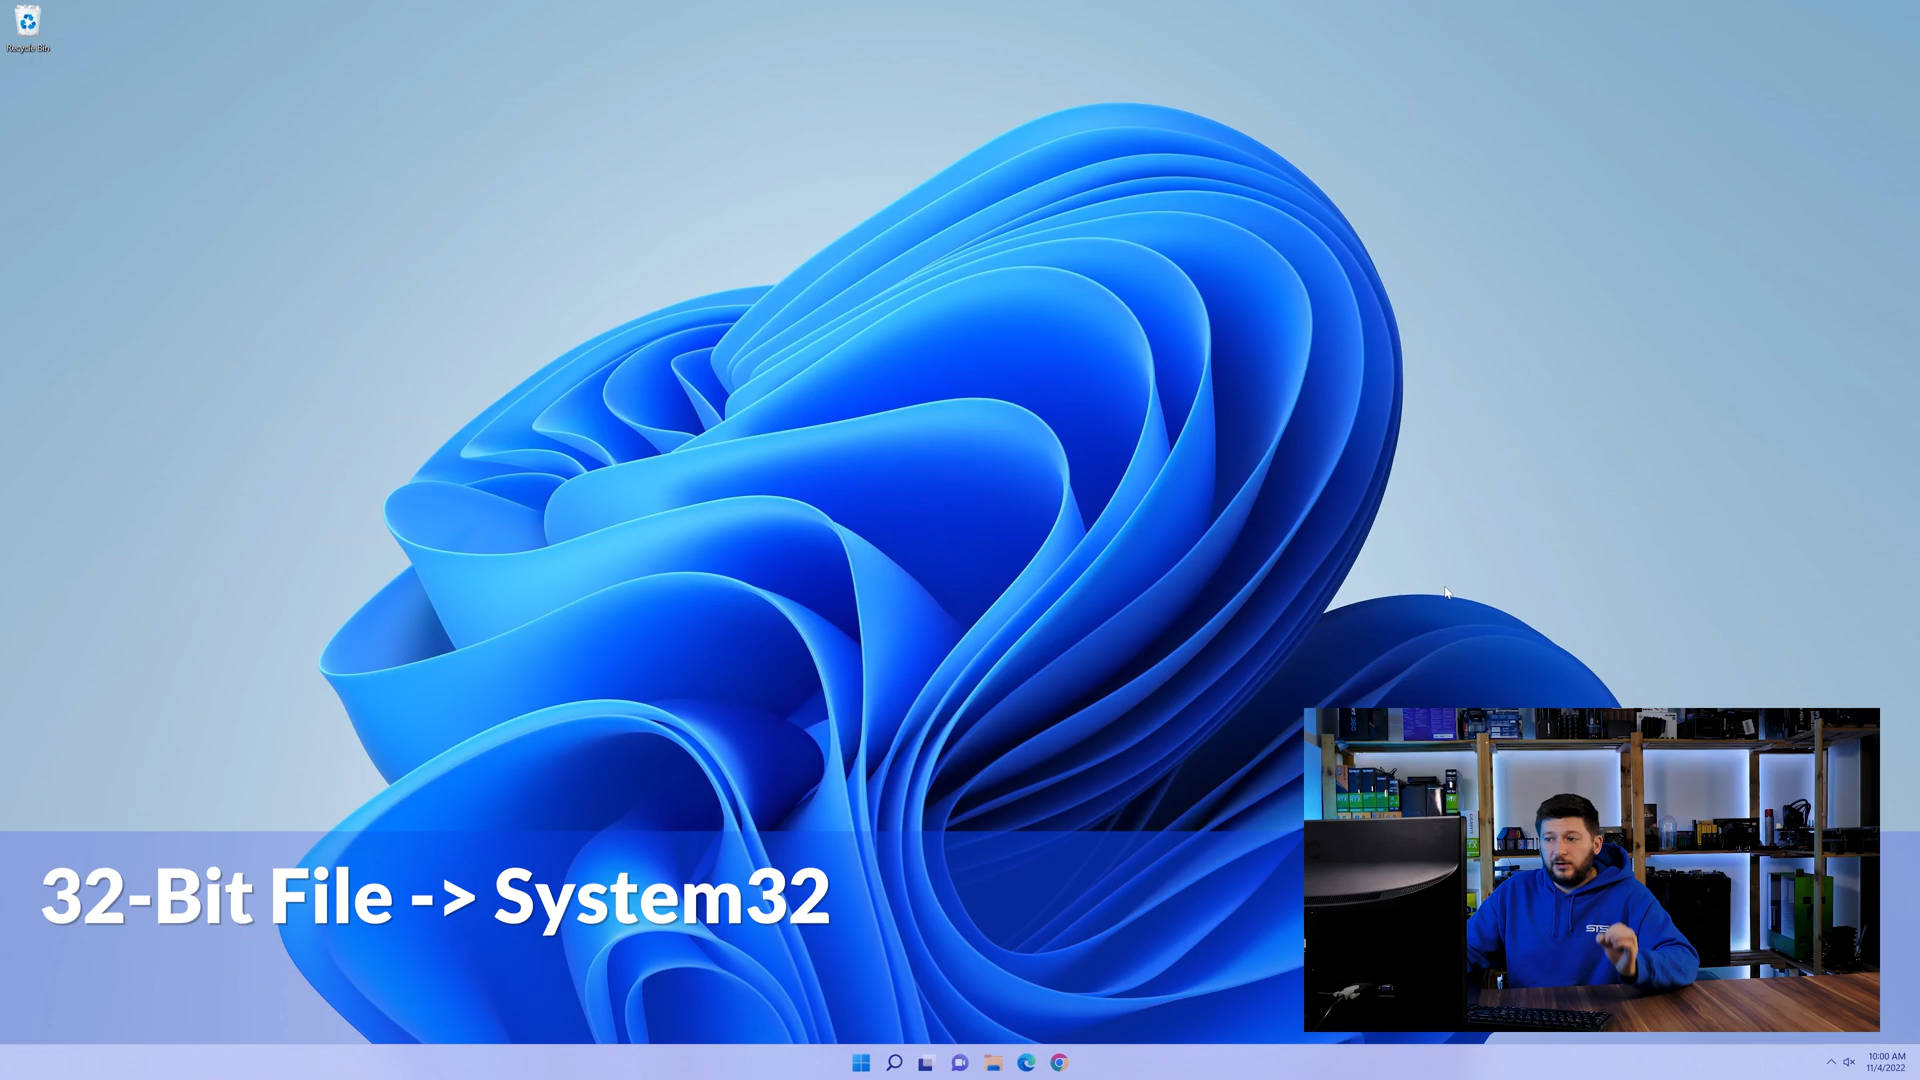 Recycle Bin
32-Bit File -> System32
STS
10:00 AM
11/4/2022